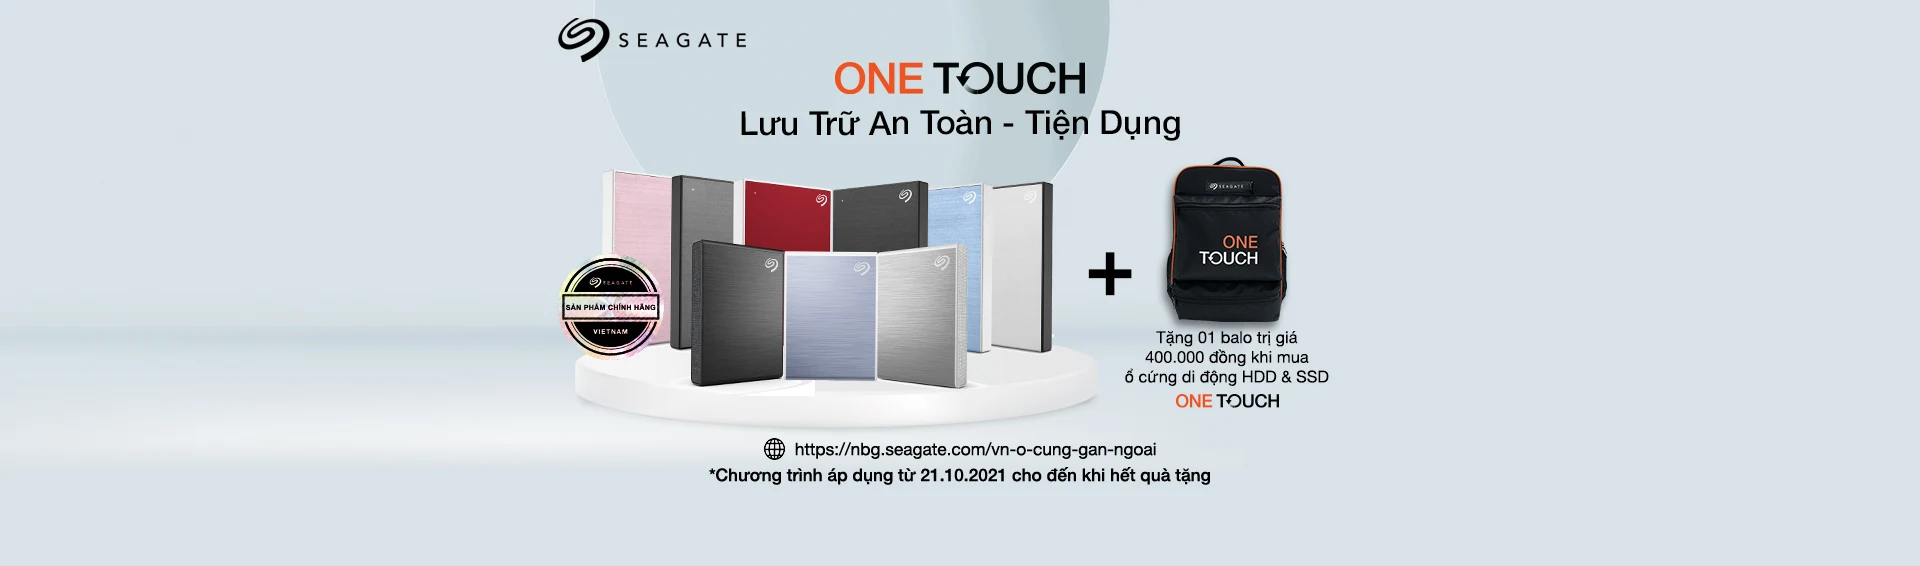 SEAGATE
ONE TOUCH
Lưu Trữ An Toàn - Tiện Dụng
SEAGATE
ONE
TOUCH
SEAGATE
SẢN PHẨM CHÍNH HÃNG
VIETNAM
+
Tặng 01 balo trị giá
400.000 đồng khi mua
ổ cứng di động HDD & SSD
ONE TOUCH
https://nbg.seagate.com/vn-o-cung-gan-ngoai
*Chương trình áp dụng từ 21.10.2021 cho đến khi hết quà tặng